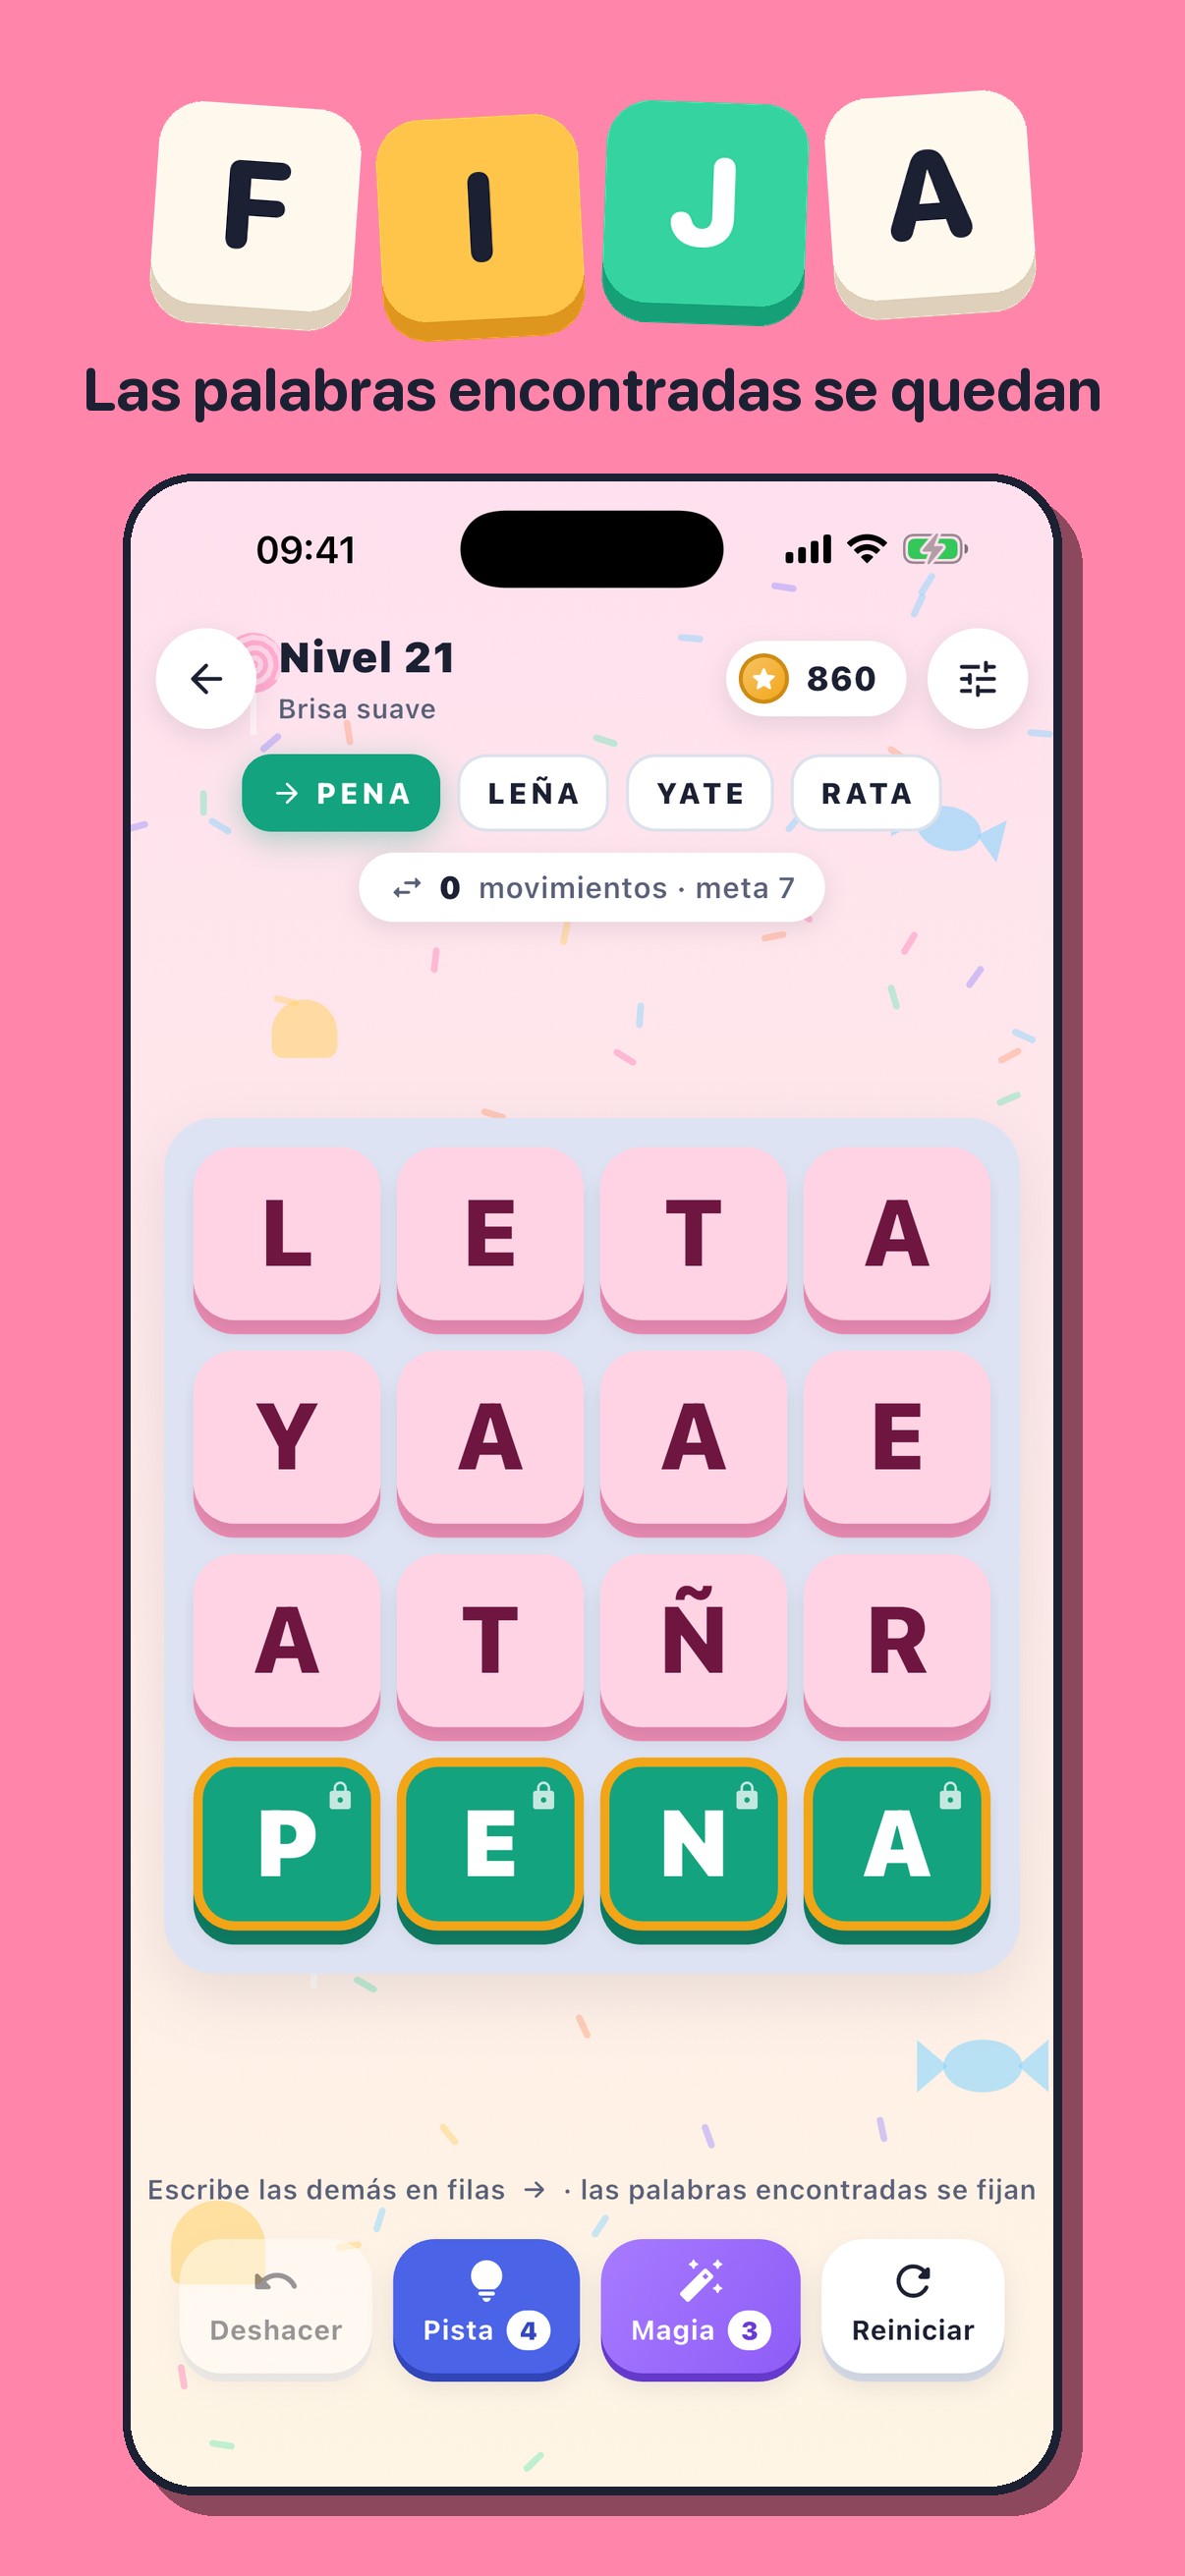 F I J A
Las palabras encontradas se quedan
09:41
Nivel 21
Brisa suave
860
→ PENA LEÑA YATE RATA
0 movimientos · meta 7
L E T A
Y A A E
A T Ñ R
P E N A
Escribe las demás en filas → · las palabras encontradas se fijan
Deshacer Pista 4 Magia 3 Reiniciar